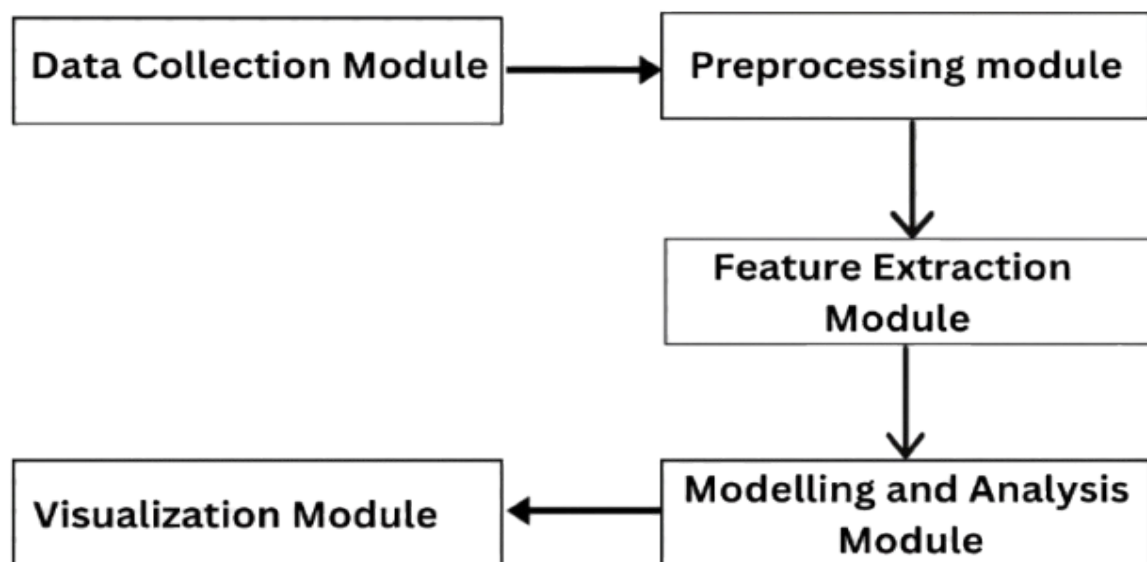 Data Collection Module
Preprocessing module
Feature Extraction
Module
Modelling and Analysis
Module
Visualization Module